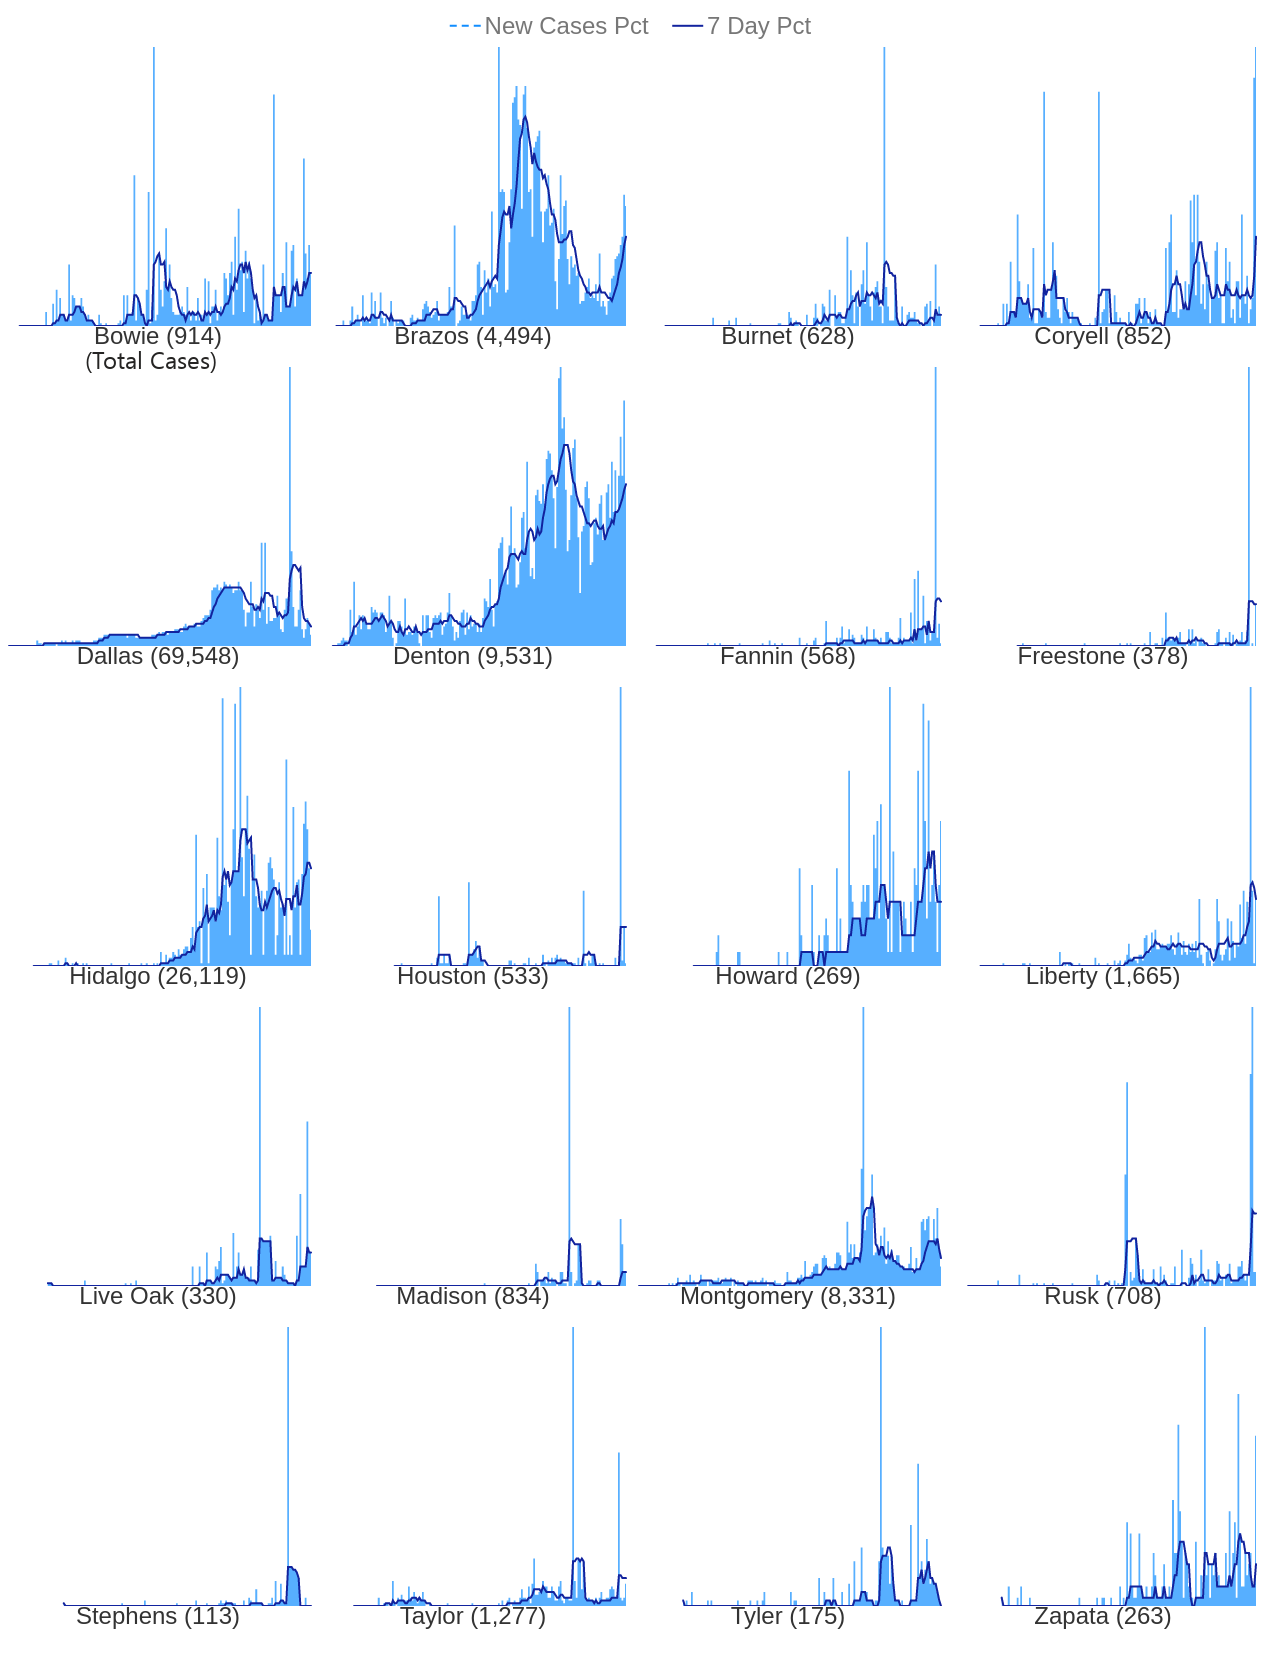 New Cases Pct 7 Day Pct
Bowie (914) Brazos (4,494) Burnet (628) Coryell (852)
(Total Cases)
Dallas (69,548) Denton (9,531) Fannin (568) Freestone (378)
Hidalgo (26,119) Houston (533) Howard (269) Liberty (1,665)
Live Oak (330) Madison (834) Montgomery (8,331) Rusk (708)
Stephens (113) Taylor (1,277) Tyler (175) Zapata (263)